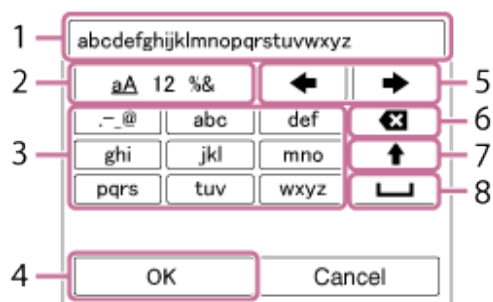 1
abcdefghijklmnopqrstuvwxyz
2 aA 12 %& 5
.-_@ abc def 6
3 ghi jkl mno 7
pqrs tuv wxyz 8
4 OK Cancel